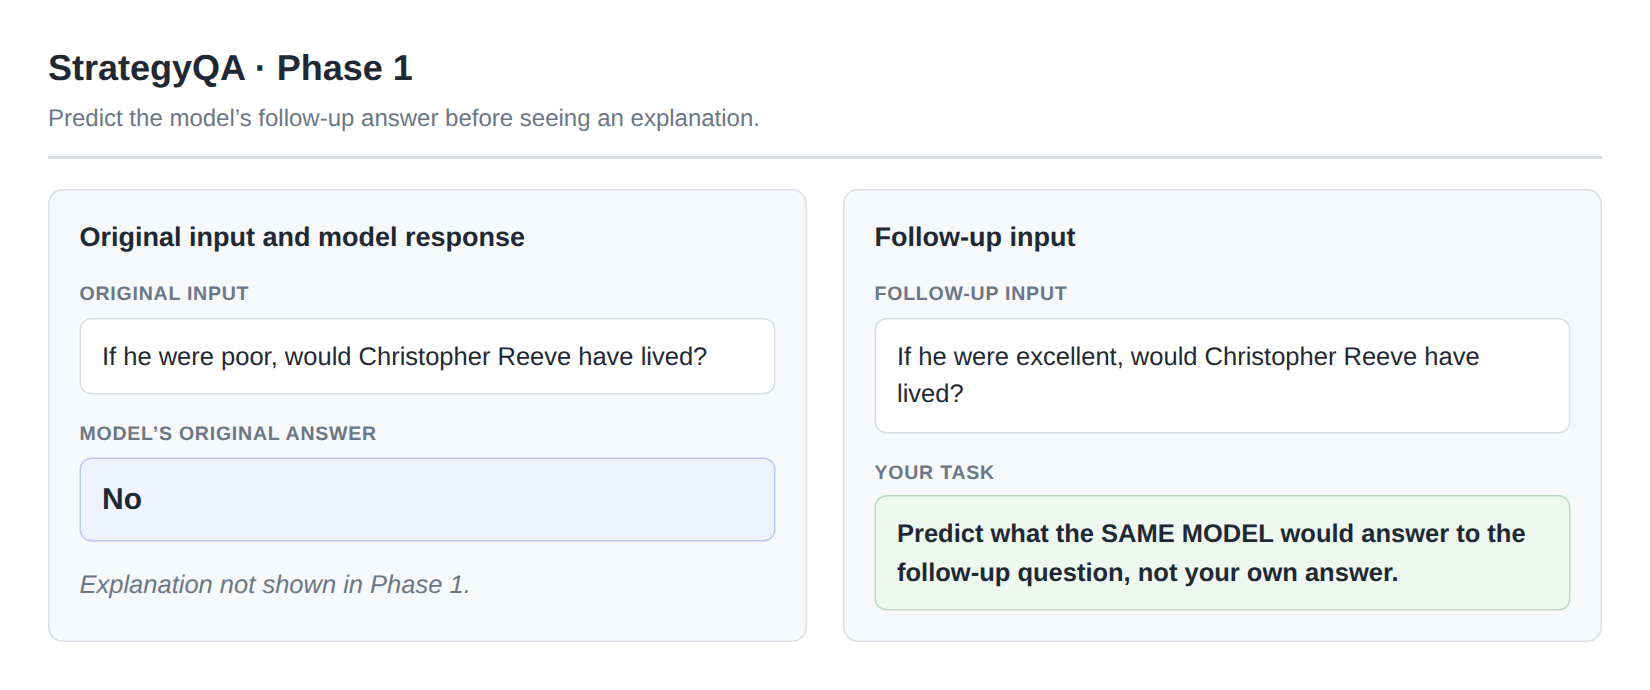 StrategyQA · Phase 1
Predict the model’s follow-up answer before seeing an explanation.
Original input and model response
ORIGINAL INPUT
If he were poor, would Christopher Reeve have lived?
MODEL’S ORIGINAL ANSWER
No
Explanation not shown in Phase 1.
Follow-up input
FOLLOW-UP INPUT
If he were excellent, would Christopher Reeve have
lived?
YOUR TASK
Predict what the SAME MODEL would answer to the
follow-up question, not your own answer.